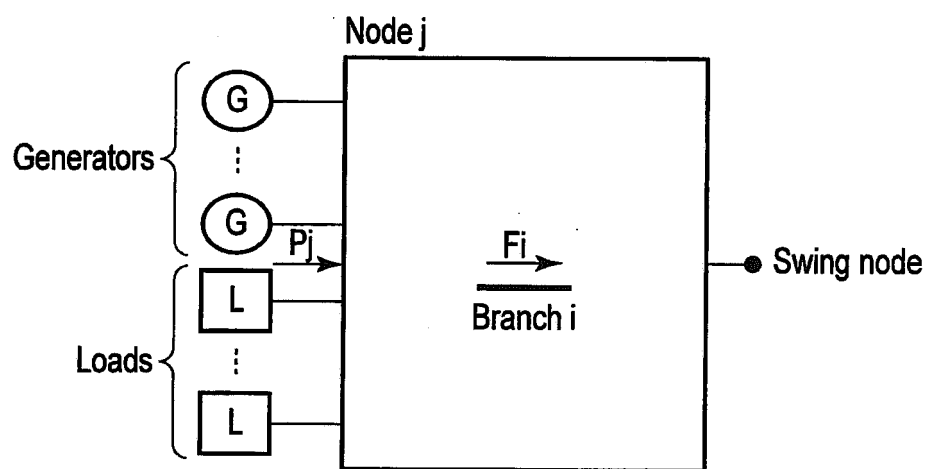 Node j
G
Generators
G
Pj
Fi
Swing node
L
Branch i
Loads
L